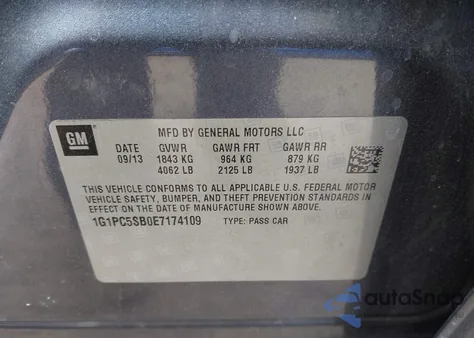 GM
MFD BY GENERAL MOTORS LLC
DATE GVWR GAWR FRT GAWR RR
09/13 1843 KG 964 KG 879 KG
4062 LB 2125 LB 1937 LB
THIS VEHICLE CONFORMS TO ALL APPLICABLE U.S. FEDERAL MOTOR
VEHICLE SAFETY, BUMPER, AND THEFT PREVENTION STANDARDS IN
EFFECT ON THE DATE OF MANUFACTURE SHOWN ABOVE.
1G1PC5SB0E7174109 TYPE: PASS CAR
autoSnap